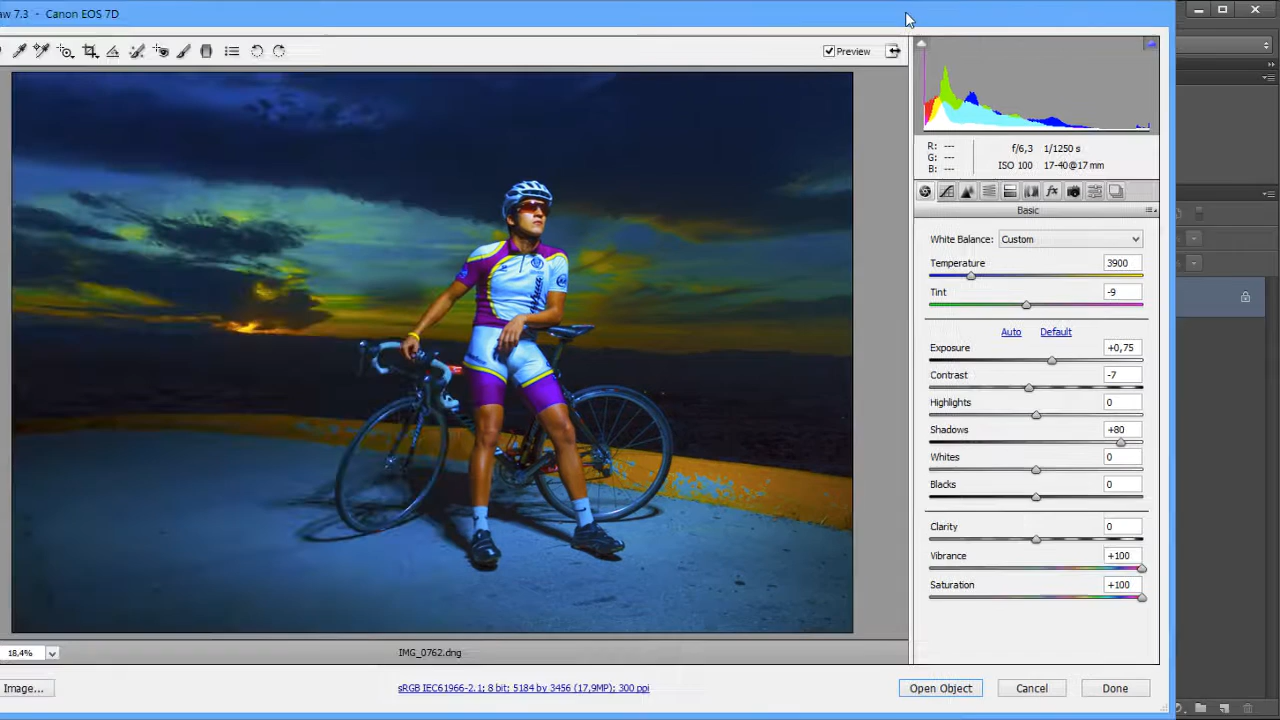 aw 7.3 - Canon EOS 7D
Preview
R: ---
G: ---
B: ---
f/6,3 1/1250 s
ISO 100 17-40@17 mm
Basic
White Balance: Custom
Temperature 3900
Tint -9
Auto Default
Exposure +0,75
Contrast -7
Highlights 0
Shadows +80
Whites 0
Blacks 0
Clarity 0
Vibrance +100
Saturation +100
18,4%
IMG_0762.dng
Image...
sRGB IEC61966-2.1; 8 bit; 5184 by 3456 (17,9MP); 300 ppi
Open Object
Cancel
Done